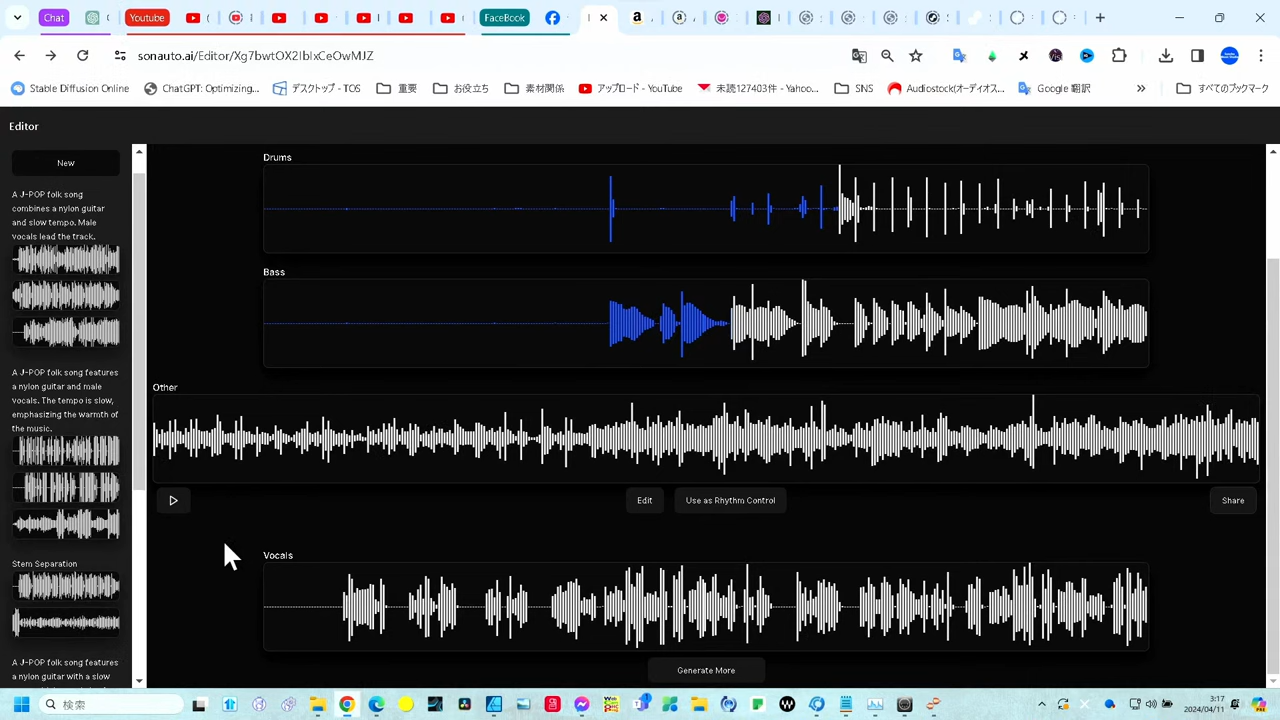 Chat
Youtube
FaceBook
sonauto.ai/Editor/Xg7bwtOX2IbIxCeOwMJZ
Stable Diffusion Online
ChatGPT: Optimizing...
デスクトップ - TOS
重要
お役立ち
素材関係
アップロード - YouTube
未読127403件 - Yahoo...
SNS
Audiostock(オーディオス...
Google 翻訳
»
すべてのブックマーク
Editor
New
A J-POP folk song
combines a nylon guitar
and slow tempo. Male
vocals lead the track.
A J-POP folk song features
a nylon guitar and male
vocals. The tempo is slow,
emphasizing the warmth of
the music.
Stem Separation
A J-POP folk song features
a nylon guitar with a slow
Drums
Bass
Other
Edit
Use as Rhythm Control
Share
Vocals
Generate More
検索
3:17
2024/04/11